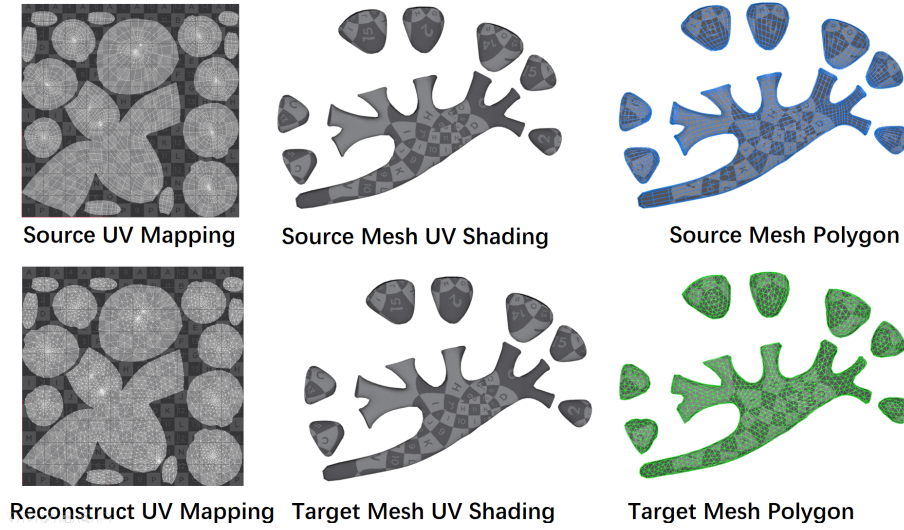 Source UV Mapping
Source Mesh UV Shading
Source Mesh Polygon
Reconstruct UV Mapping
Target Mesh UV Shading
Target Mesh Polygon